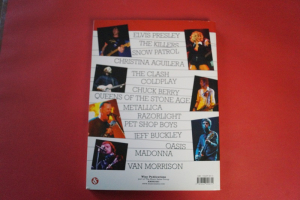 ELVIS PRESLEY
THE KILLERS
SNOW PATROL
CHRISTINA AGUILERA
THE CLASH
COLDPLAY
CHUCK BERRY
QUEENS OF THE STONE AGE
METALLICA
RAZORLIGHT
PET SHOP BOYS
JEFF BUCKLEY
OASIS
MADONNA
VAN MORRISON